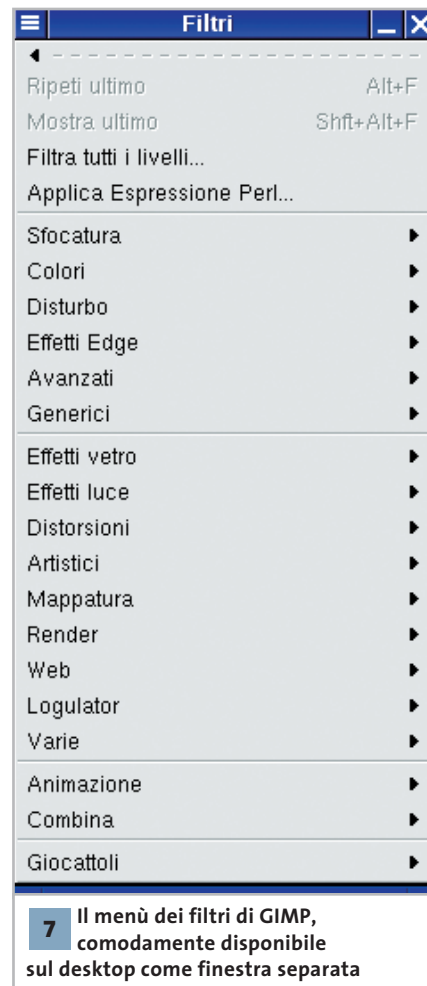 Filtri
Ripeti ultimo Alt+F
Mostra ultimo Shft+Alt+F
Filtra tutti i livelli...
Applica Espressione Perl...
Sfocatura
Colori
Disturbo
Effetti Edge
Avanzati
Generici
Effetti vetro
Effetti luce
Distorsioni
Artistici
Mappatura
Render
Web
Logulator
Varie
Animazione
Combina
Giocattoli
7 Il menù dei filtri di GIMP,
comodamente disponibile
sul desktop come finestra separata